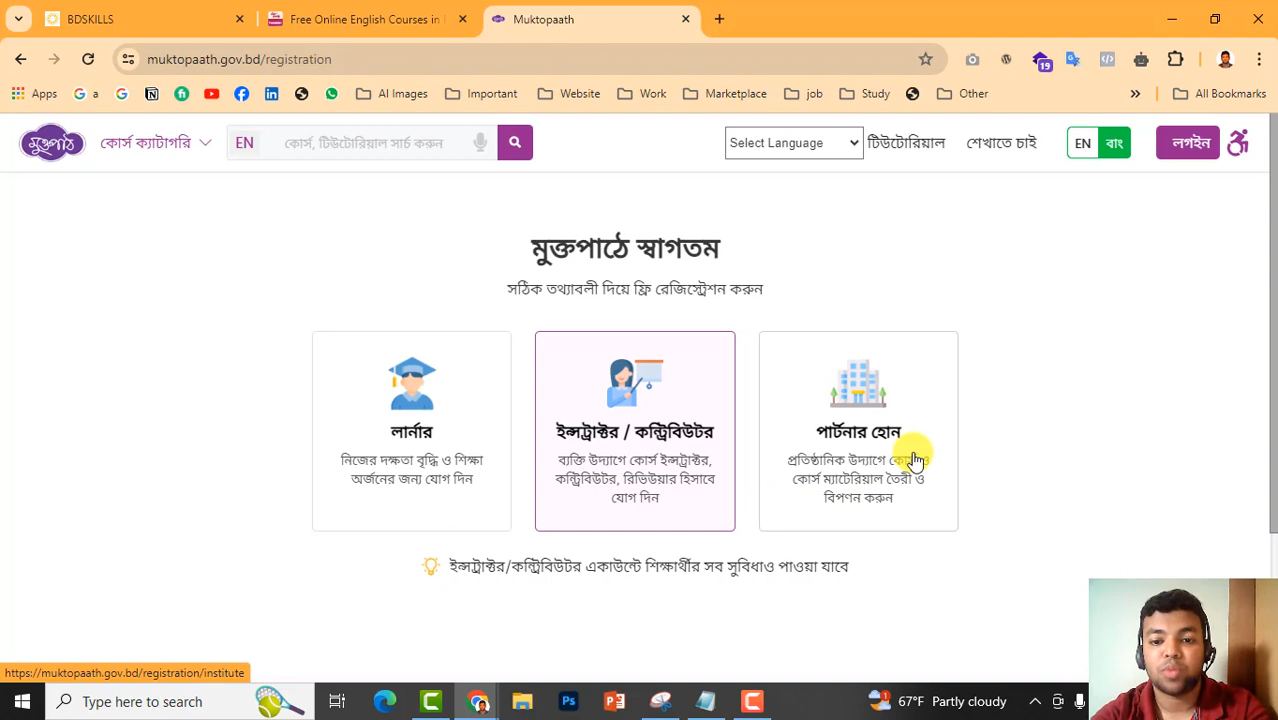 BDSKILLS
Free Online English Courses in
Muktopaath
muktopaath.gov.bd/registration
19
Apps
a
AI Images
Important
Website
Work
Marketplace
job
Study
Other
All Bookmarks
মুক্তপাঠ
কোর্স ক্যাটাগরি
EN
কোর্স, টিউটোরিয়াল সার্চ করুন
Select Language
টিউটোরিয়াল
শেখাতে চাই
EN
বাং
লগইন
মুক্তপাঠে স্বাগতম
সঠিক তথ্যাবলী দিয়ে ফ্রি রেজিস্ট্রেশন করুন
লার্নার
নিজের দক্ষতা বৃদ্ধি ও শিক্ষা
অর্জনের জন্য যোগ দিন
ইন্সট্রাক্টর / কন্ট্রিবিউটর
ব্যক্তি উদ্যাগে কোর্স ইন্সট্রাক্টর,
কন্ট্রিবিউটর, রিভিউয়ার হিসাবে
যোগ দিন
পার্টনার হোন
প্রতিষ্ঠানিক উদ্যাগে কোর্স ও
কোর্স ম্যাটেরিয়াল তৈরী ও
বিপণন করুন
ইন্সট্রাক্টর/কন্ট্রিবিউটর একাউন্টে শিক্ষার্থীর সব সুবিধাও পাওয়া যাবে
https://muktopaath.gov.bd/registration/institute
Type here to search
Ps
1
67°F Partly cloudy